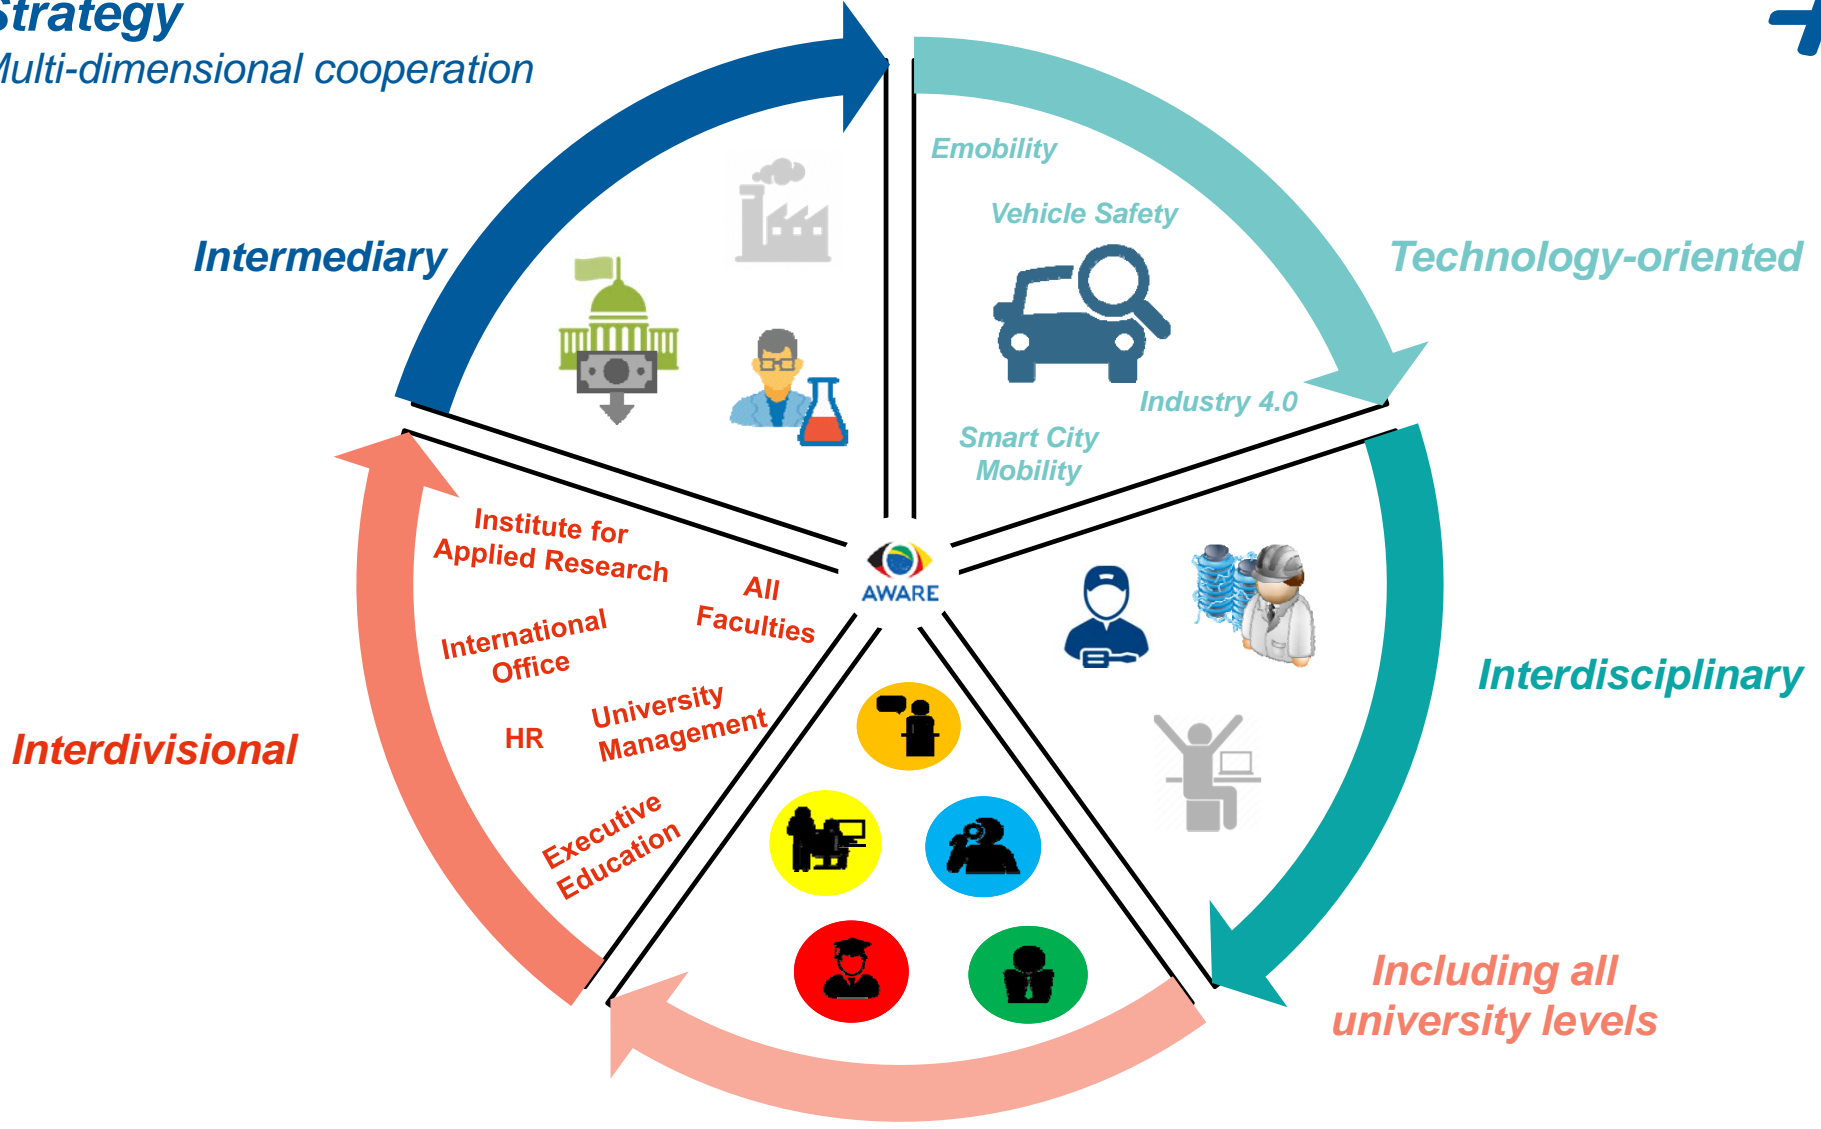 Strategy
Multi-dimensional cooperation
Emobility
Vehicle Safety
Intermediary
Technology-oriented
Industry 4.0
Smart City
Mobility
Institute for
Applied Research
All
Faculties
AWARE
International
Office
University
Management
HR
Interdisciplinary
Interdivisional
Executive
Education
Including all
university levels